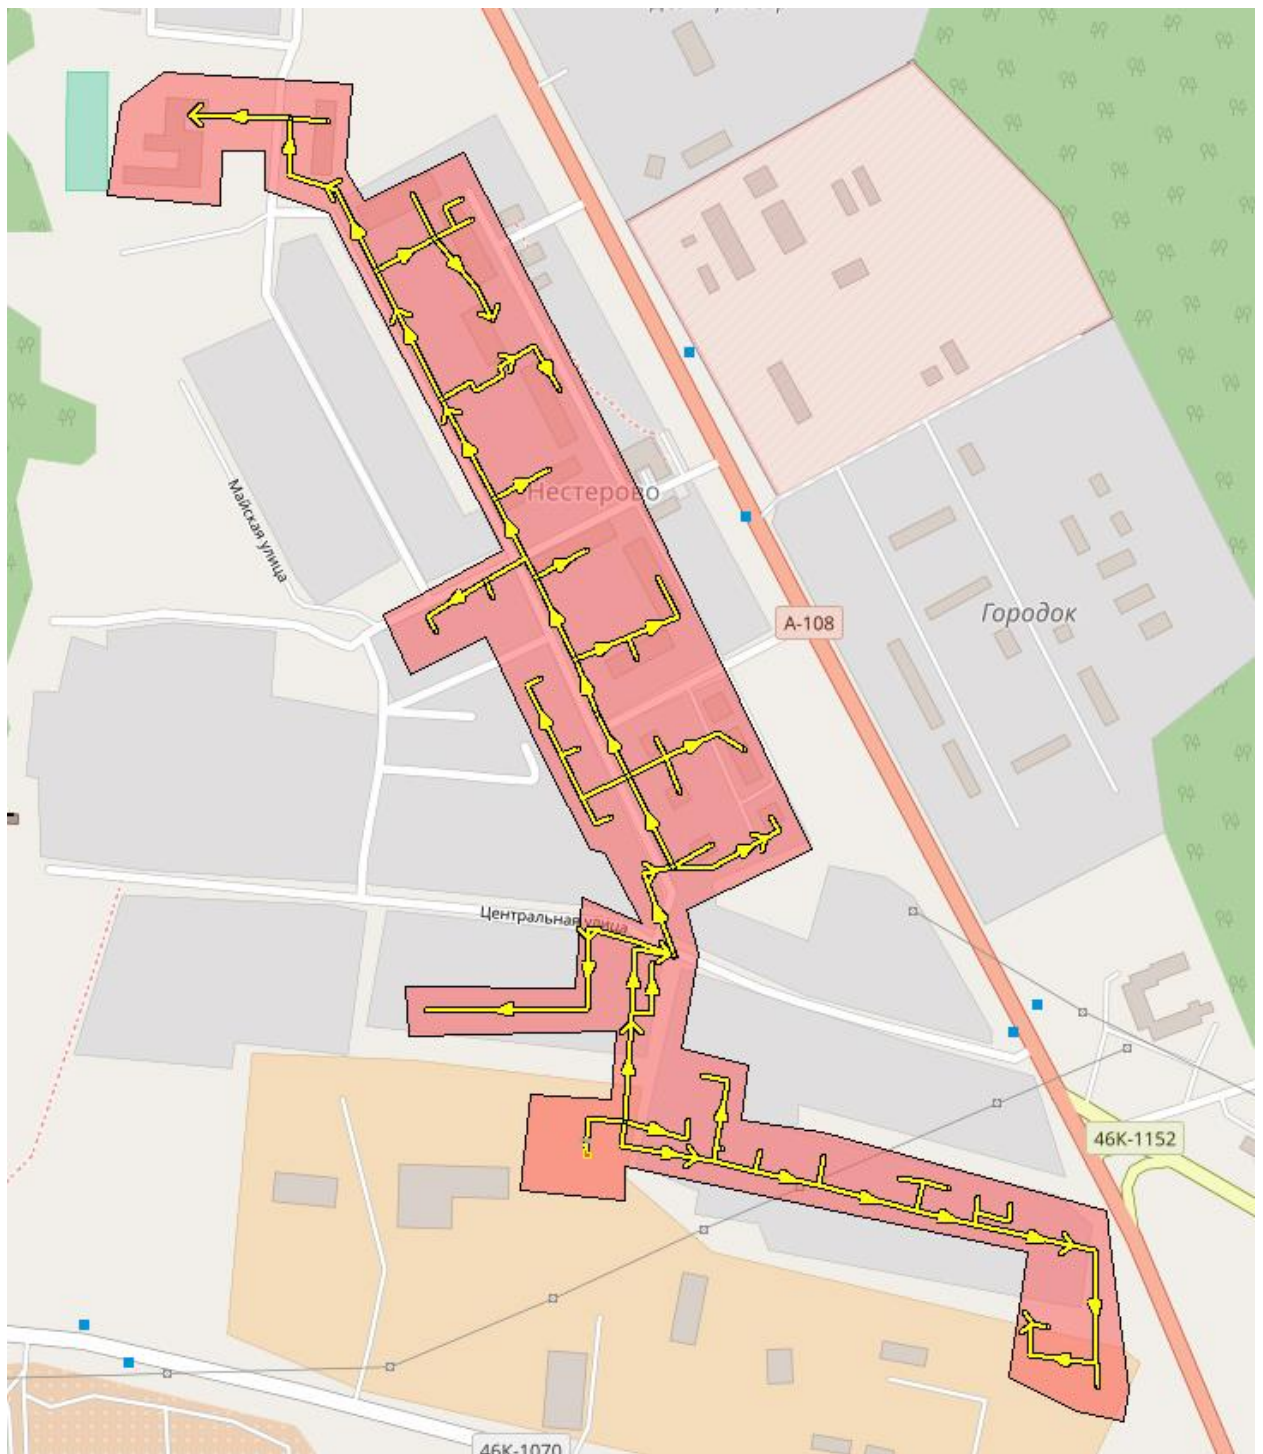 Нестерово
Майская улица
Городок
А-108
Центральная улица
46К-1152
46К-1070